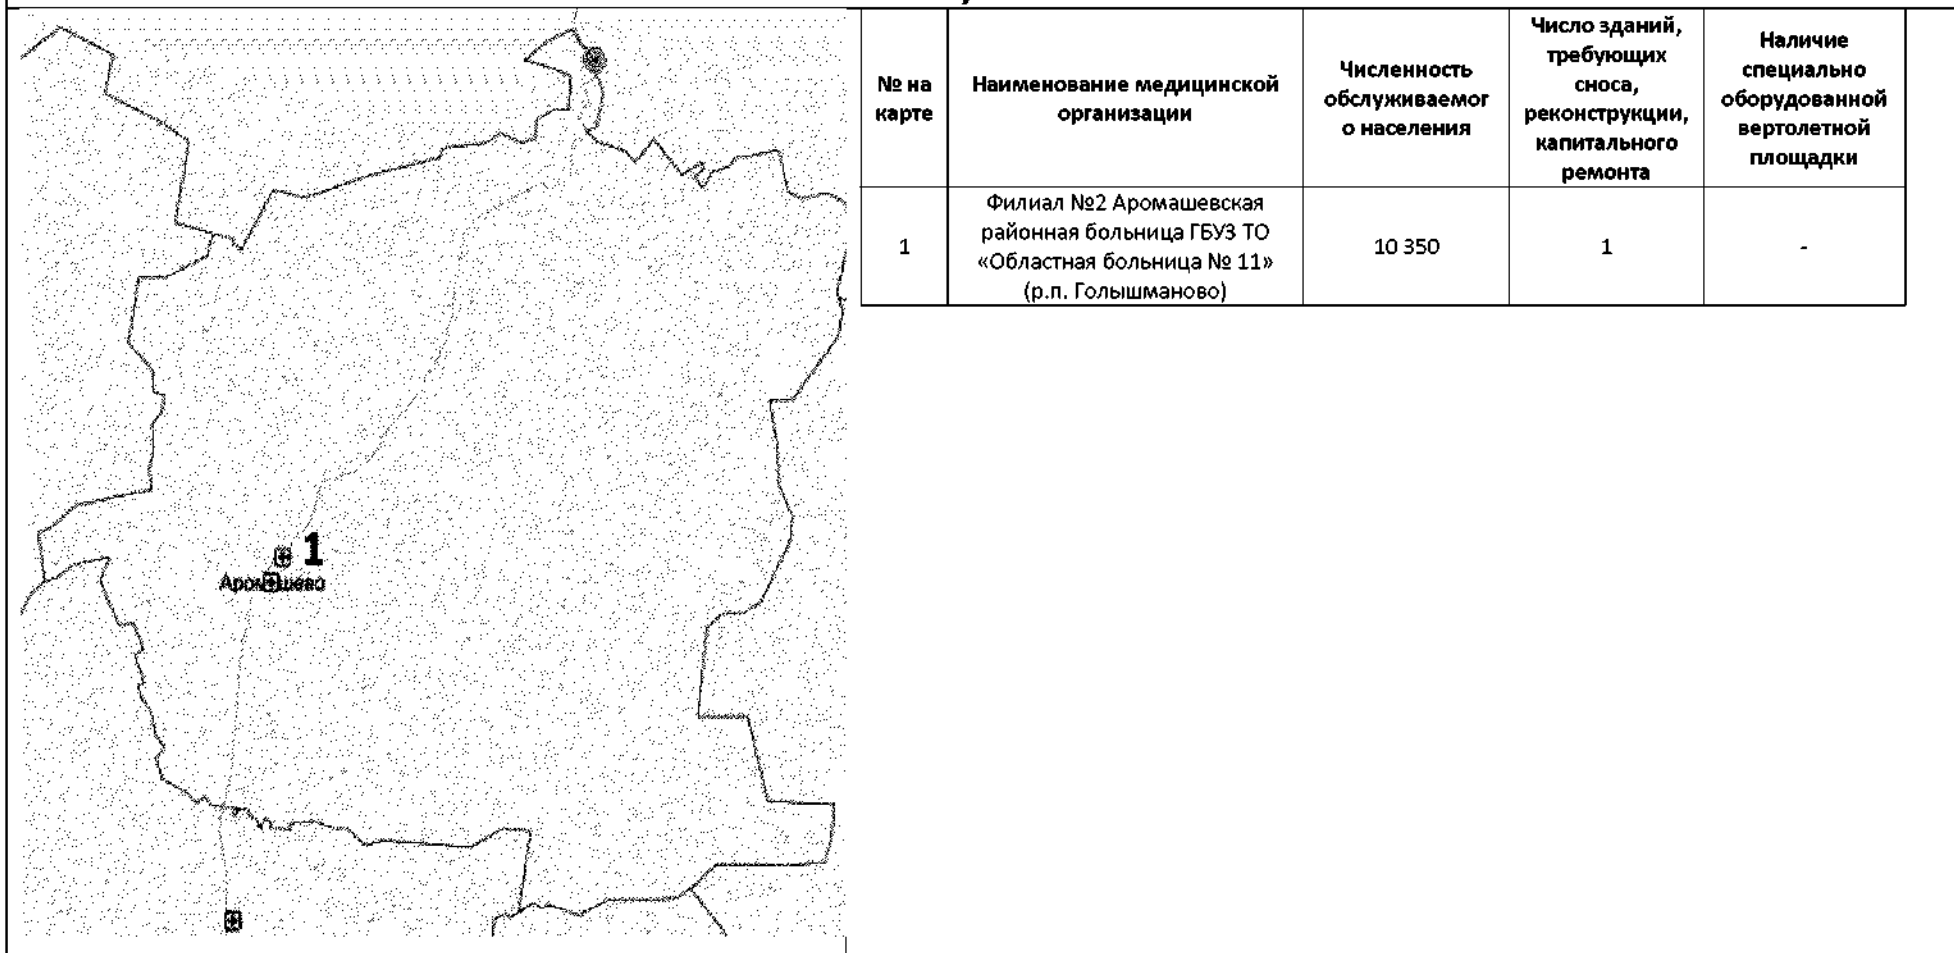 № на
карте
Наименование медицинской
организации
Численность
обслуживаемог
о населения
Число зданий,
требующих
сноса,
реконструкции,
капитального
ремонта
Наличие
специально
оборудованной
вертолетной
площадки
1
Филиал №2 Аромашевская
районная больница ГБУЗ ТО
«Областная больница № 11»
(р.п. Голышманово)
10 350
1
-
1
Аромашево